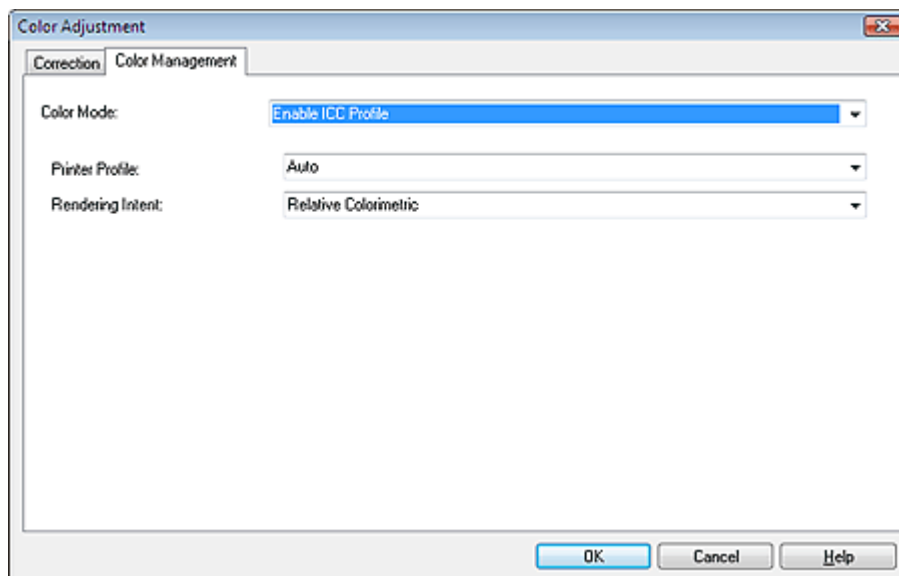 Color Adjustment
Correction Color Management
Color Mode: Enable ICC Profile
Printer Profile: Auto
Rendering Intent: Relative Colorimetric
OK Cancel Help